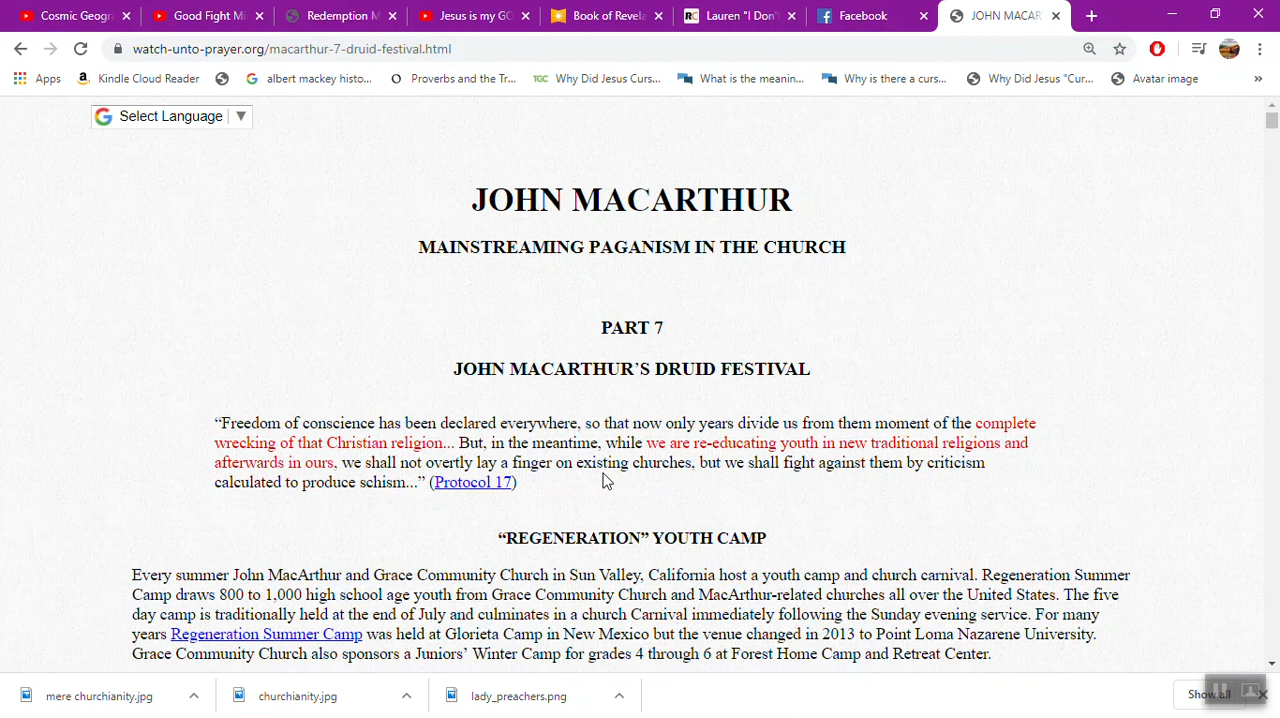 Cosmic Geogra
Good Fight Mi
Redemption M
Jesus is my GO
Book of Revela
RC Lauren "I Don'
Facebook
JOHN MACAR
watch-unto-prayer.org/macarthur-7-druid-festival.html
Apps
Kindle Cloud Reader
albert mackey histo...
Proverbs and the Tr...
TGC Why Did Jesus Curs...
What is the meanin...
Why is there a curs...
Why Did Jesus "Cur...
Avatar image
»
Select Language ▼
JOHN MACARTHUR
MAINSTREAMING PAGANISM IN THE CHURCH
PART 7
JOHN MACARTHUR’S DRUID FESTIVAL
“Freedom of conscience has been declared everywhere, so that now only years divide us from them moment of the complete
wrecking of that Christian religion... But, in the meantime, while we are re-educating youth in new traditional religions and
afterwards in ours, we shall not overtly lay a finger on existing churches, but we shall fight against them by criticism
calculated to produce schism...” (Protocol 17)
“REGENERATION” YOUTH CAMP
Every summer John MacArthur and Grace Community Church in Sun Valley, California host a youth camp and church carnival. Regeneration Summer
Camp draws 800 to 1,000 high school age youth from Grace Community Church and MacArthur-related churches all over the United States. The five
day camp is traditionally held at the end of July and culminates in a church Carnival immediately following the Sunday evening service. For many
years Regeneration Summer Camp was held at Glorieta Camp in New Mexico but the venue changed in 2013 to Point Loma Nazarene University.
Grace Community Church also sponsors a Juniors’ Winter Camp for grades 4 through 6 at Forest Home Camp and Retreat Center.
mere churchianity.jpg
churchianity.jpg
lady_preachers.png
Show all